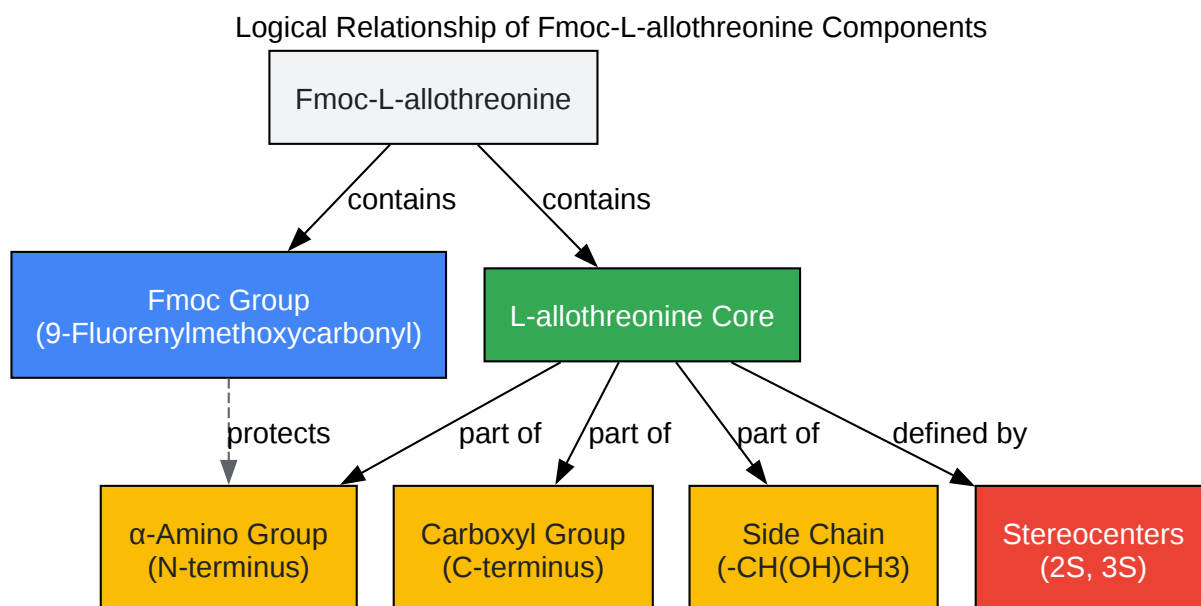 Logical Relationship of Fmoc-L-allothreonine Components
Fmoc-L-allothreonine
contains
contains
Fmoc Group
(9-Fluorenylmethoxycarbonyl)
L-allothreonine Core
protects
part of
part of
part of
defined by
α-Amino Group
(N-terminus)
Carboxyl Group
(C-terminus)
Side Chain
(-CH(OH)CH3)
Stereocenters
(2S, 3S)